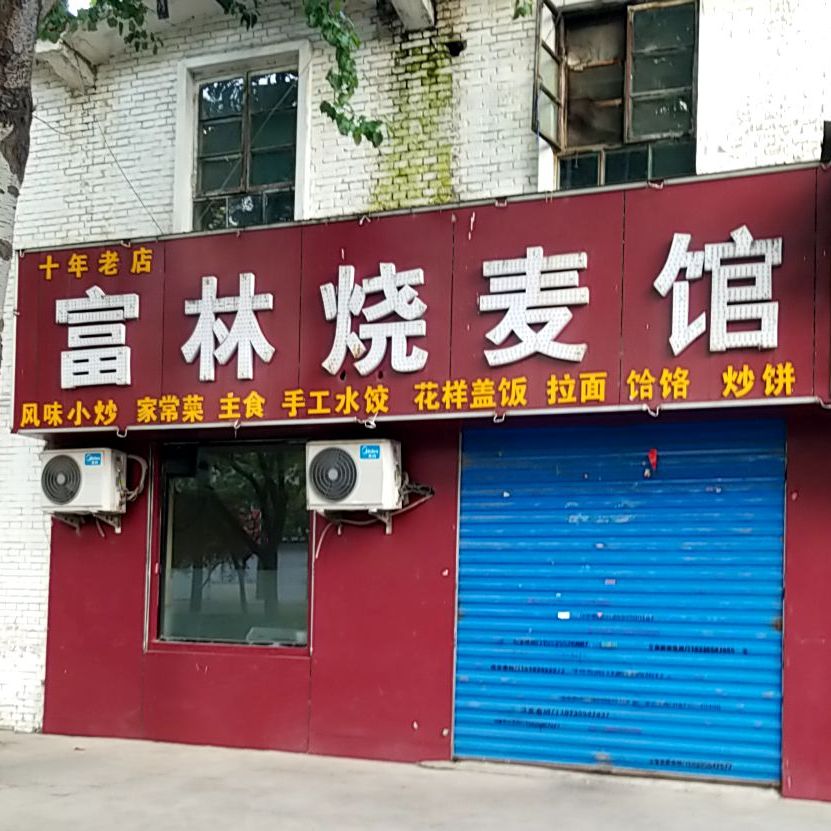 十年老店
富林烧麦馆
风味小炒 家常菜 主食 手工水饺 花样盖饭 拉面 饸饹 炒饼
Midea